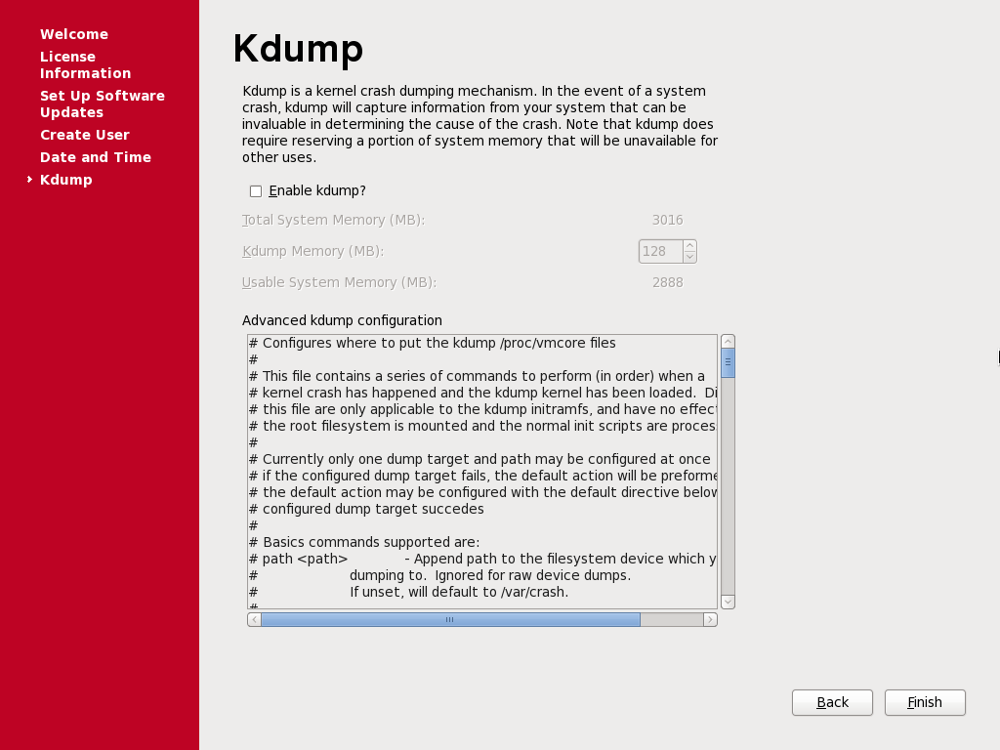 Welcome
License
Information
Set Up Software
Updates
Create User
Date and Time
Kdump
Kdump
Kdump is a kernel crash dumping mechanism. In the event of a system
crash, kdump will capture information from your system that can be
invaluable in determining the cause of the crash. Note that kdump does
require reserving a portion of system memory that will be unavailable for
other uses.
Enable kdump?
Total System Memory (MB): 3016
Kdump Memory (MB): 128
Usable System Memory (MB): 2888
Advanced kdump configuration
# Configures where to put the kdump /proc/vmcore files
#
# This file contains a series of commands to perform (in order) when a
# kernel crash has happened and the kdump kernel has been loaded.  Di
# this file are only applicable to the kdump initramfs, and have no effect
# the root filesystem is mounted and the normal init scripts are proces
#
# Currently only one dump target and path may be configured at once
# if the configured dump target fails, the default action will be preforme
# the default action may be configured with the default directive below
# configured dump target succedes
#
# Basics commands supported are:
# path <path> - Append path to the filesystem device which y
# dumping to.  Ignored for raw device dumps.
# If unset, will default to /var/crash.
#
Back
Finish